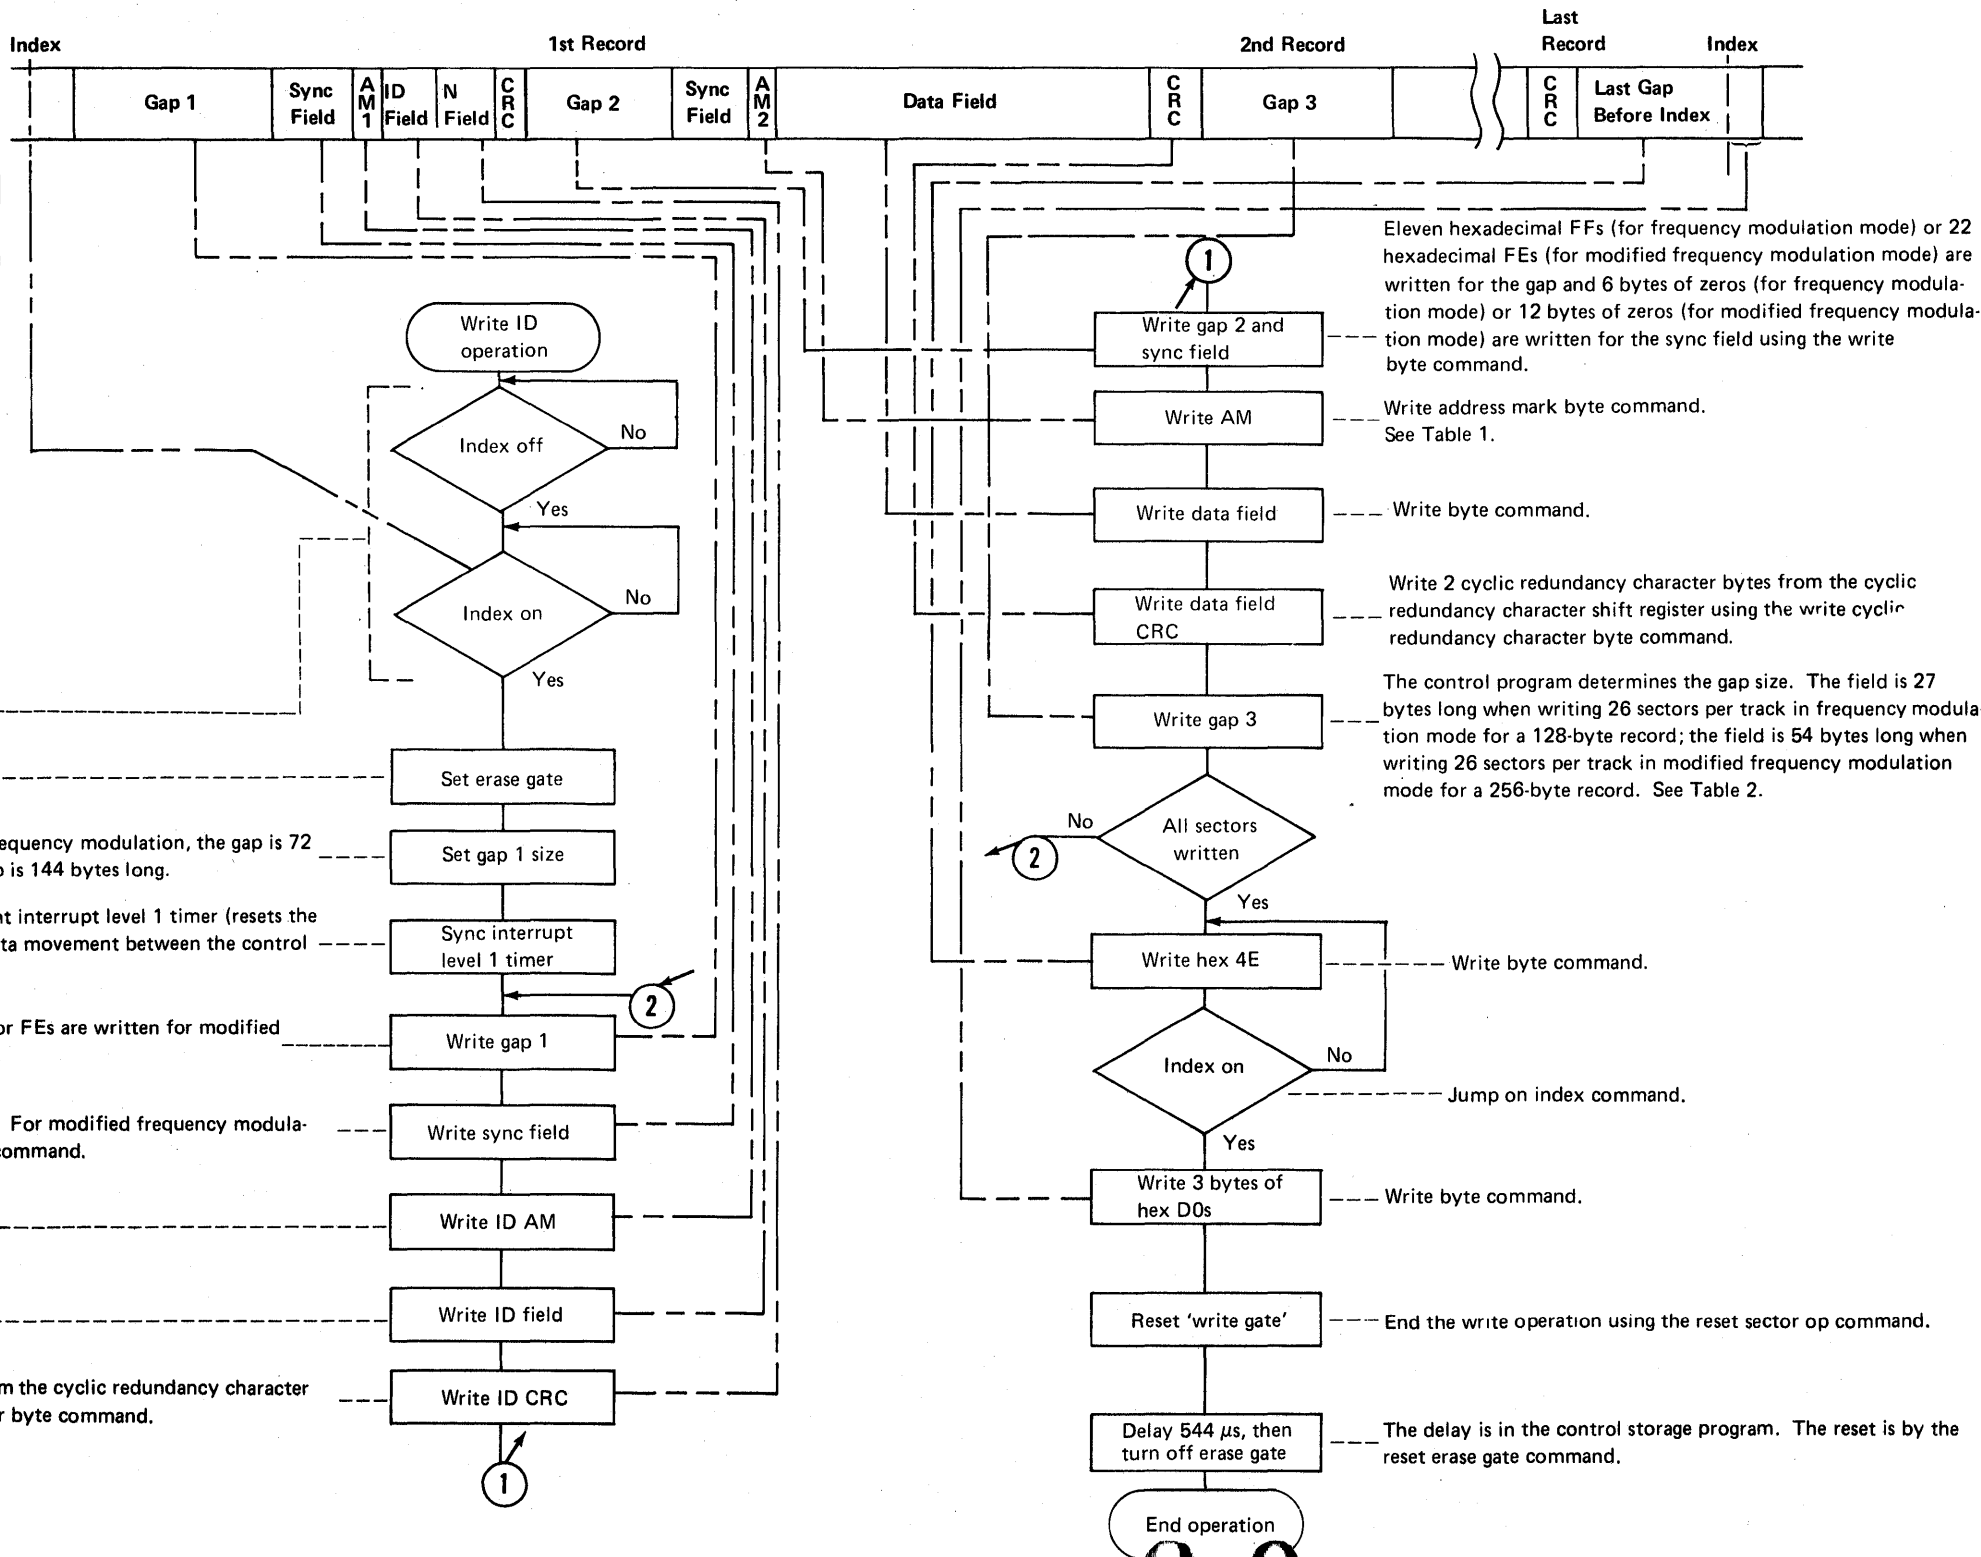 Index
1st Record
2nd Record
Last
Record
Index
Gap 1
Sync
Field
AM1
ID
Field
N
Field
CRC
Gap 2
Sync
Field
AM2
Data Field
CRC
Gap 3
CRC
Last Gap
Before Index
Write ID
operation
Index off
No
Yes
Index on
No
Yes
Set erase gate
equency modulation, the gap is 72
is 144 bytes long.
Set gap 1 size
nt interrupt level 1 timer (resets the
ta movement between the control
Sync interrupt
level 1 timer
2
or FEs are written for modified
Write gap 1
For modified frequency modula-
command.
Write sync field
Write ID AM
Write ID field
m the cyclic redundancy character
r byte command.
Write ID CRC
1
1
Write gap 2 and
sync field
Eleven hexadecimal FFs (for frequency modulation mode) or 22
hexadecimal FEs (for modified frequency modulation mode) are
written for the gap and 6 bytes of zeros (for frequency modula-
tion mode) or 12 bytes of zeros (for modified frequency modula-
tion mode) are written for the sync field using the write
byte command.
Write AM
Write address mark byte command.
See Table 1.
Write data field
Write byte command.
Write data field
CRC
Write 2 cyclic redundancy character bytes from the cyclic
redundancy character shift register using the write cyclic
redundancy character byte command.
Write gap 3
The control program determines the gap size. The field is 27
bytes long when writing 26 sectors per track in frequency modula
tion mode for a 128-byte record; the field is 54 bytes long when
writing 26 sectors per track in modified frequency modulation
mode for a 256-byte record. See Table 2.
All sectors
written
No
2
Yes
Write hex 4E
Write byte command.
Index on
No
Jump on index command.
Yes
Write 3 bytes of
hex D0s
Write byte command.
Reset 'write gate'
End the write operation using the reset sector op command.
Delay 544 µs, then
turn off erase gate
The delay is in the control storage program. The reset is by the
reset erase gate command.
End operation